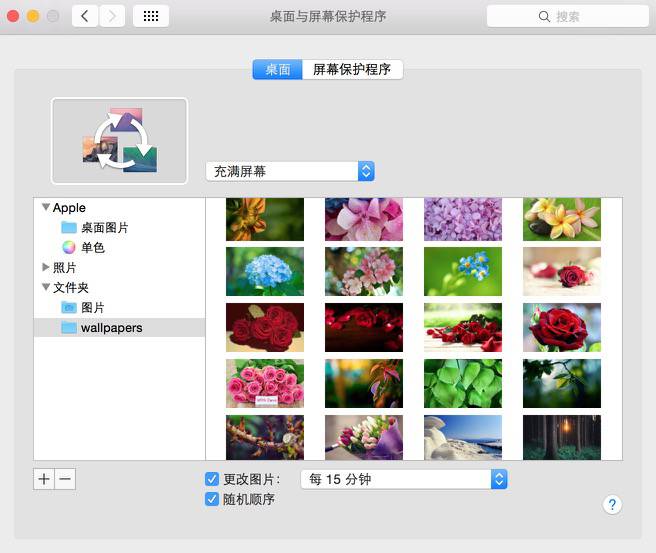 桌面与屏幕保护程序
搜索
桌面
屏幕保护程序
充满屏幕
Apple
桌面图片
单色
照片
文件夹
图片
wallpapers
更改图片：
每 15 分钟
随机顺序
?